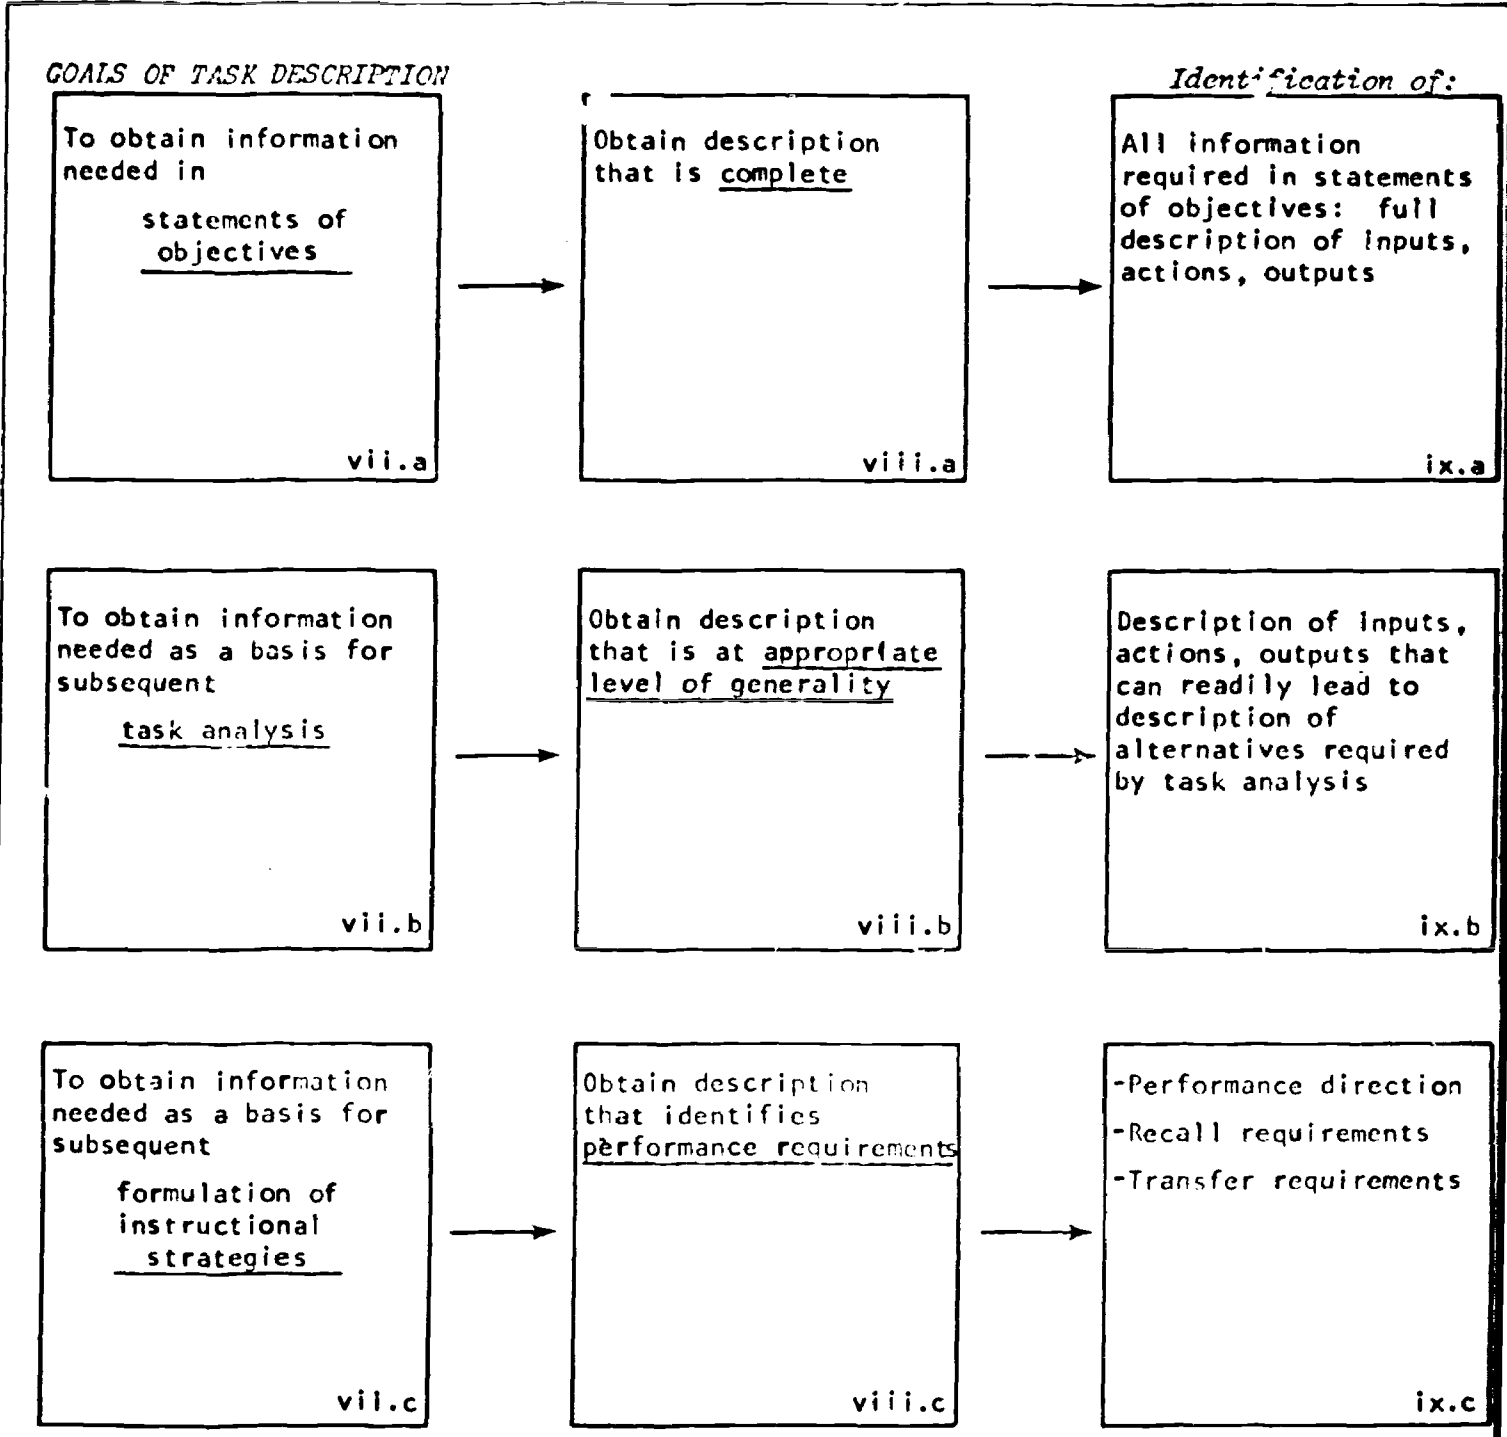 GOALS OF TASK DESCRIPTION
Identification of:
To obtain information
needed in
statements of
objectives
vii.a
Obtain description
that is complete
viii.a
All information
required in statements
of objectives: full
description of inputs,
actions, outputs
ix.a
To obtain information
needed as a basis for
subsequent
task analysis
vii.b
Obtain description
that is at appropriate
level of generality
viii.b
Description of inputs,
actions, outputs that
can readily lead to
description of
alternatives required
by task analysis
ix.b
To obtain information
needed as a basis for
subsequent
formulation of
instructional
strategies
vii.c
Obtain description
that identifies
performance requirements
viii.c
-Performance direction
-Recall requirements
-Transfer requirements
ix.c